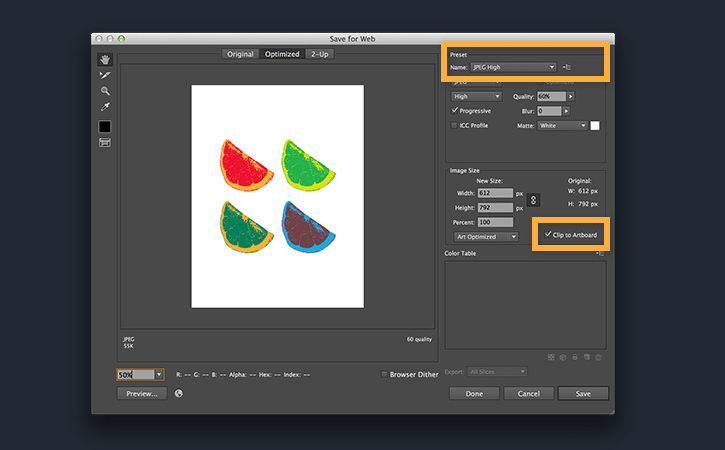 Save for Web
Original Optimized 2-Up
Preset
Name: JPEG High
JPEG
High Quality: 60%
Progressive Blur: 0
ICC Profile Matte: White
Image Size
New Size: Original:
Width: 612 px W: 612 px
Height: 792 px H: 792 px
Percent: 100
Art Optimized Clip to Artboard
Color Table
JPEG 60 quality
55K
50% R: -- G: -- B: -- Alpha: -- Hex: -- Index: -- Browser Dither Export: All Slices
Preview... Done Cancel Save